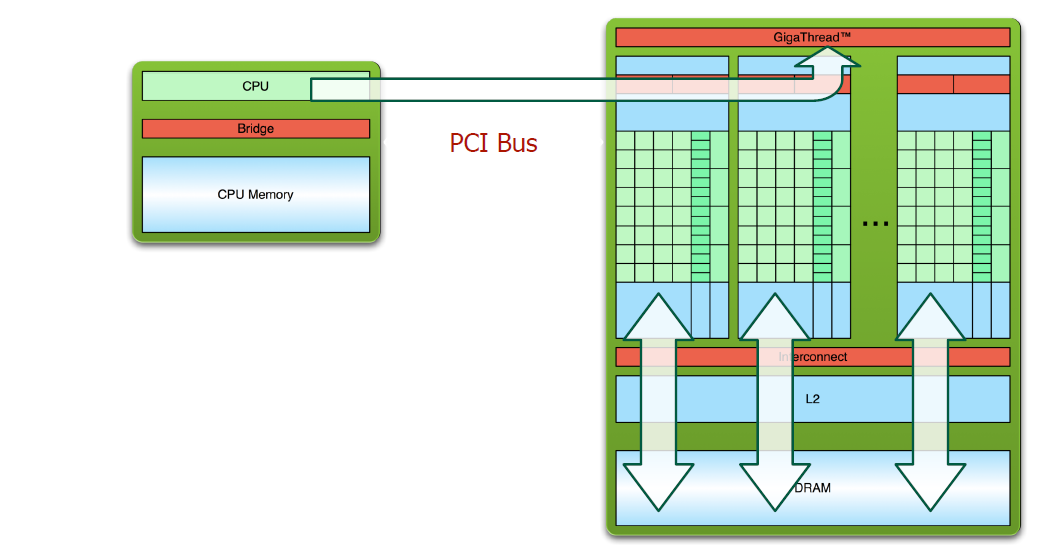 GigaThread™
CPU
Bridge
PCI Bus
CPU Memory
...
Interconnect
L2
DRAM